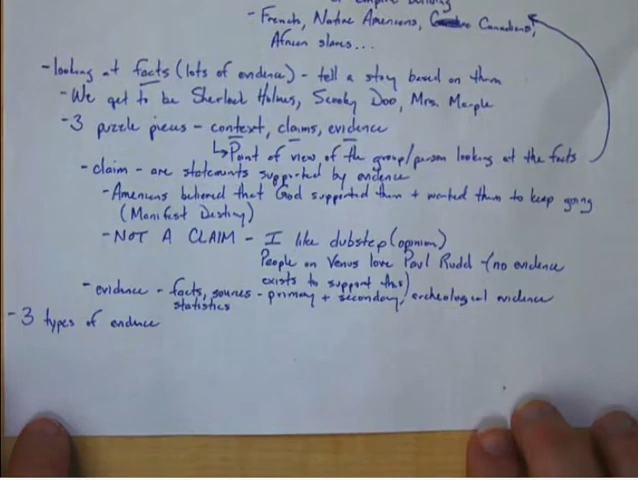 of empire building
- French, Native Americans, Canadians,
African slaves...
- looking at facts (lots of evidence) - tell a story based on them
- We get to be Sherlock Holmes, Scooby Doo, Mrs. Marple
- 3 puzzle pieces - context, claims, evidence
↳ Point of view of the group/person looking at the facts
- claim - are statements supported by evidence
- Americans believed that God supported them + wanted them to keep going
(Manifest Destiny)
- NOT A CLAIM - I like dubstep (opinion)
People on Venus love Paul Rudd - (no evidence
exists to support this)
- evidence - facts, sources - primary + secondary, archeological evidence
statistics
- 3 types of evidence